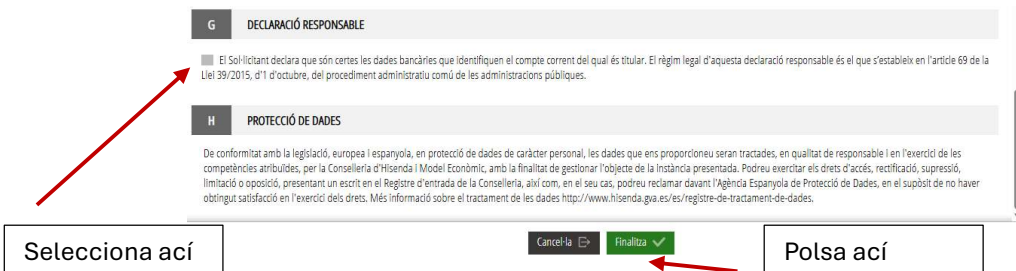 G DECLARACIÓ RESPONSABLE
El Sol·licitant declara que són certes les dades bancàries que identifiquen el compte corrent del qual és titular. El règim legal d'aquesta declaració responsable és el que s'estableix en l'article 69 de la
Llei 39/2015, d'1 d'octubre, del procediment administratiu comú de les administracions públiques.
H PROTECCIÓ DE DADES
De conformitat amb la legislació, europea i espanyola, en protecció de dades de caràcter personal, les dades que ens proporcioneu seran tractades, en qualitat de responsable i en l'exercici de les
competències atribuïdes, per la Conselleria d'Hisenda i Model Econòmic, amb la finalitat de gestionar l'objecte de la instància presentada. Podreu exercitar els drets d'accés, rectificació, supressió,
limitació o oposició, presentant un escrit en el Registre d'entrada de la Conselleria, així com, en el seu cas, podreu reclamar davant l'Agència Espanyola de Protecció de Dades, en el supòsit de no haver
obtingut satisfacció en l'exercici dels drets. Més informació sobre el tractament de les dades http://www.hisenda.gva.es/es/registre-de-tractament-de-dades.
Cancel·la Finalitza
Selecciona ací
Polsa ací